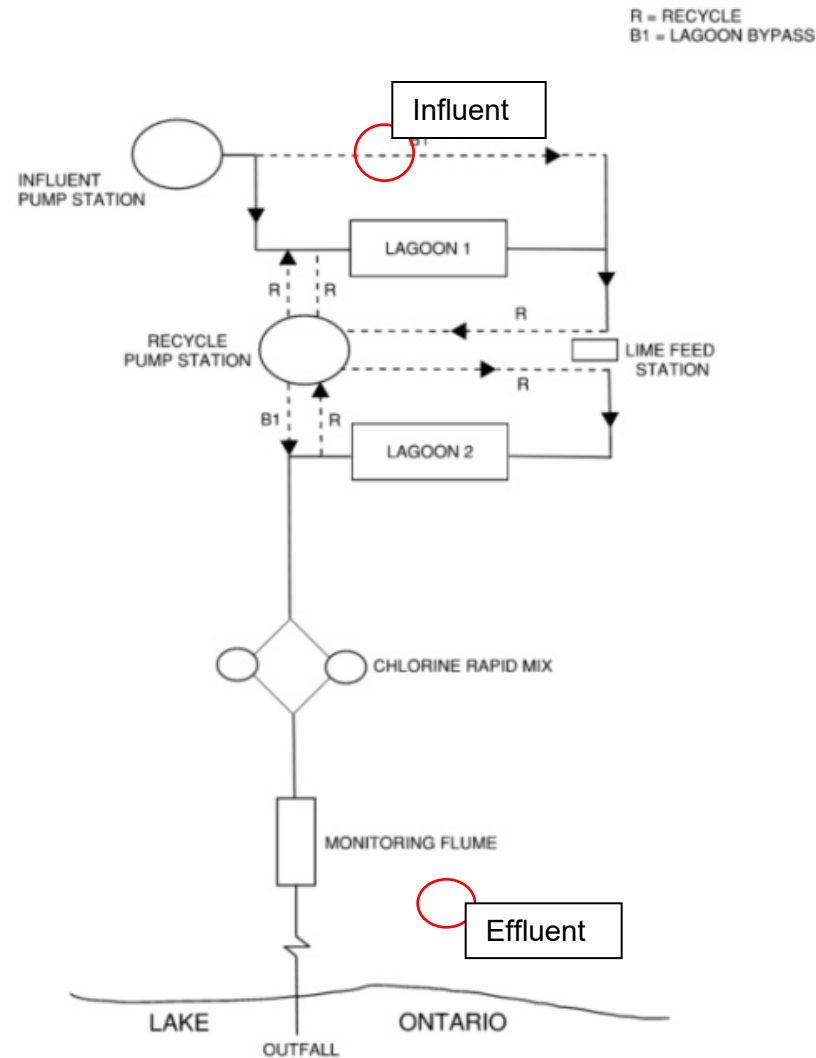 R = RECYCLE
B1 = LAGOON BYPASS
Influent
B1
INFLUENT
PUMP STATION
LAGOON 1
R
R
R
RECYCLE
PUMP STATION
LIME FEED
STATION
R
B1
R
LAGOON 2
CHLORINE RAPID MIX
MONITORING FLUME
Effluent
LAKE
ONTARIO
OUTFALL